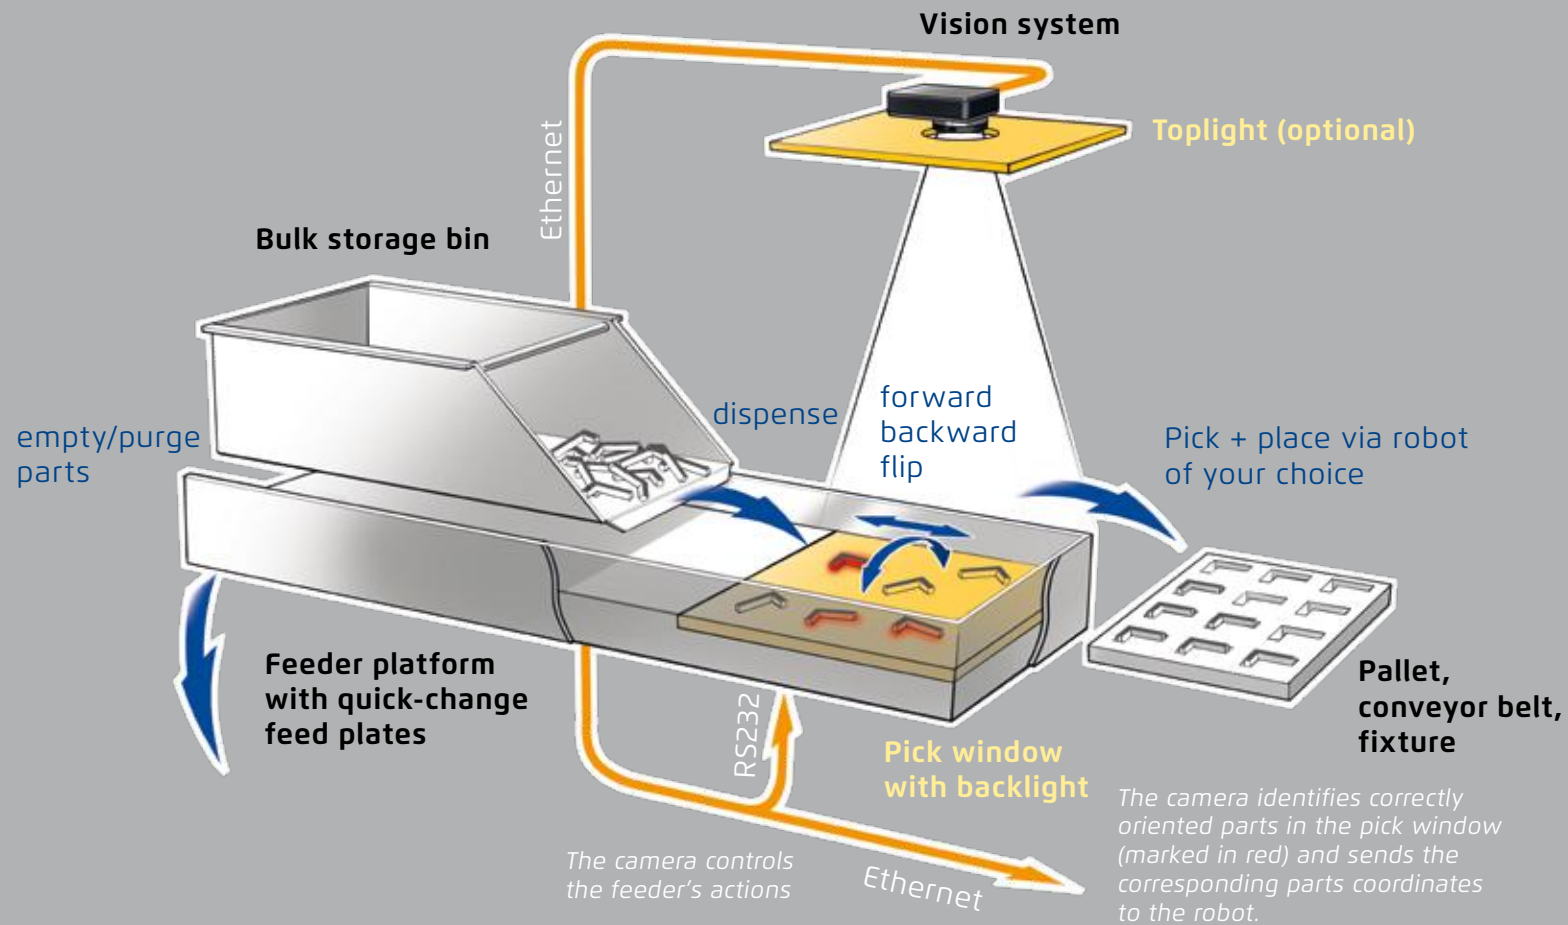 Vision system
Toplight (optional)
Ethernet
Bulk storage bin
empty/purge
parts
dispense
forward
backward
flip
Pick + place via robot
of your choice
Feeder platform
with quick-change
feed plates
RS232
Pick window
with backlight
Pallet,
conveyor belt,
fixture
The camera controls
the feeder's actions
Ethernet
The camera identifies correctly
oriented parts in the pick window
(marked in red) and sends the
corresponding parts coordinates
to the robot.